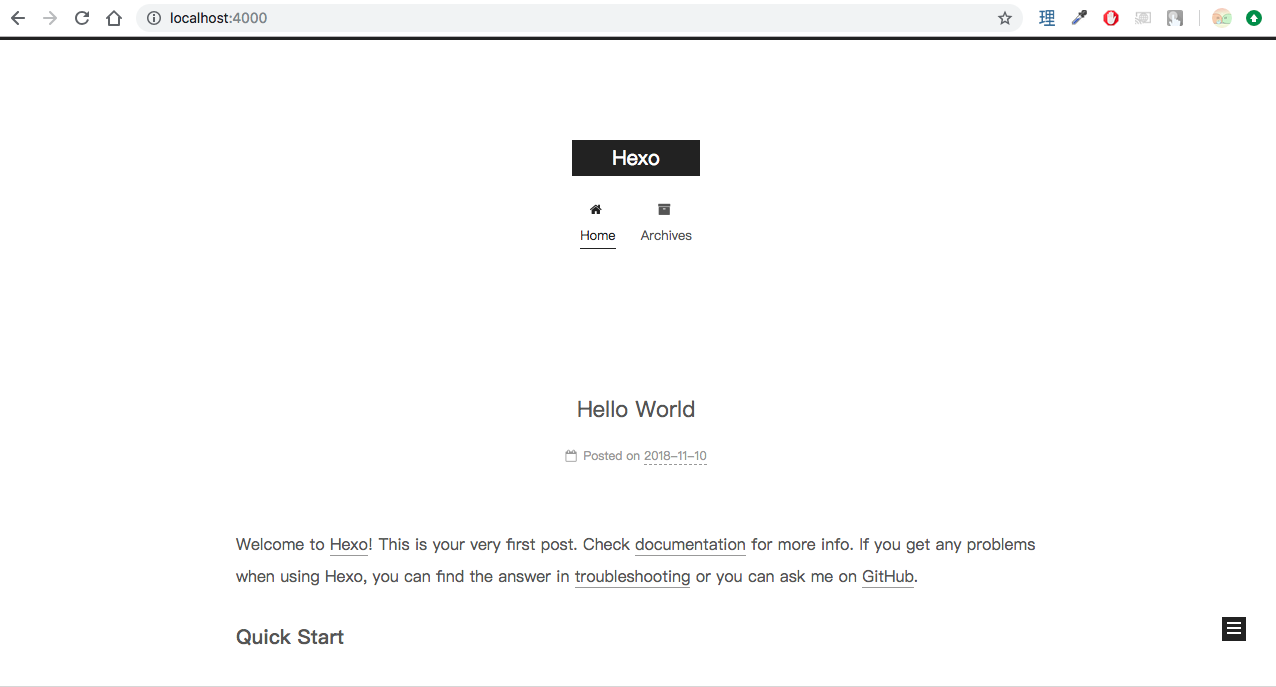 localhost:4000
理
Hexo
Home Archives
Hello World
Posted on 2018-11-10
Welcome to Hexo! This is your very first post. Check documentation for more info. If you get any problems
when using Hexo, you can find the answer in troubleshooting or you can ask me on GitHub.
Quick Start